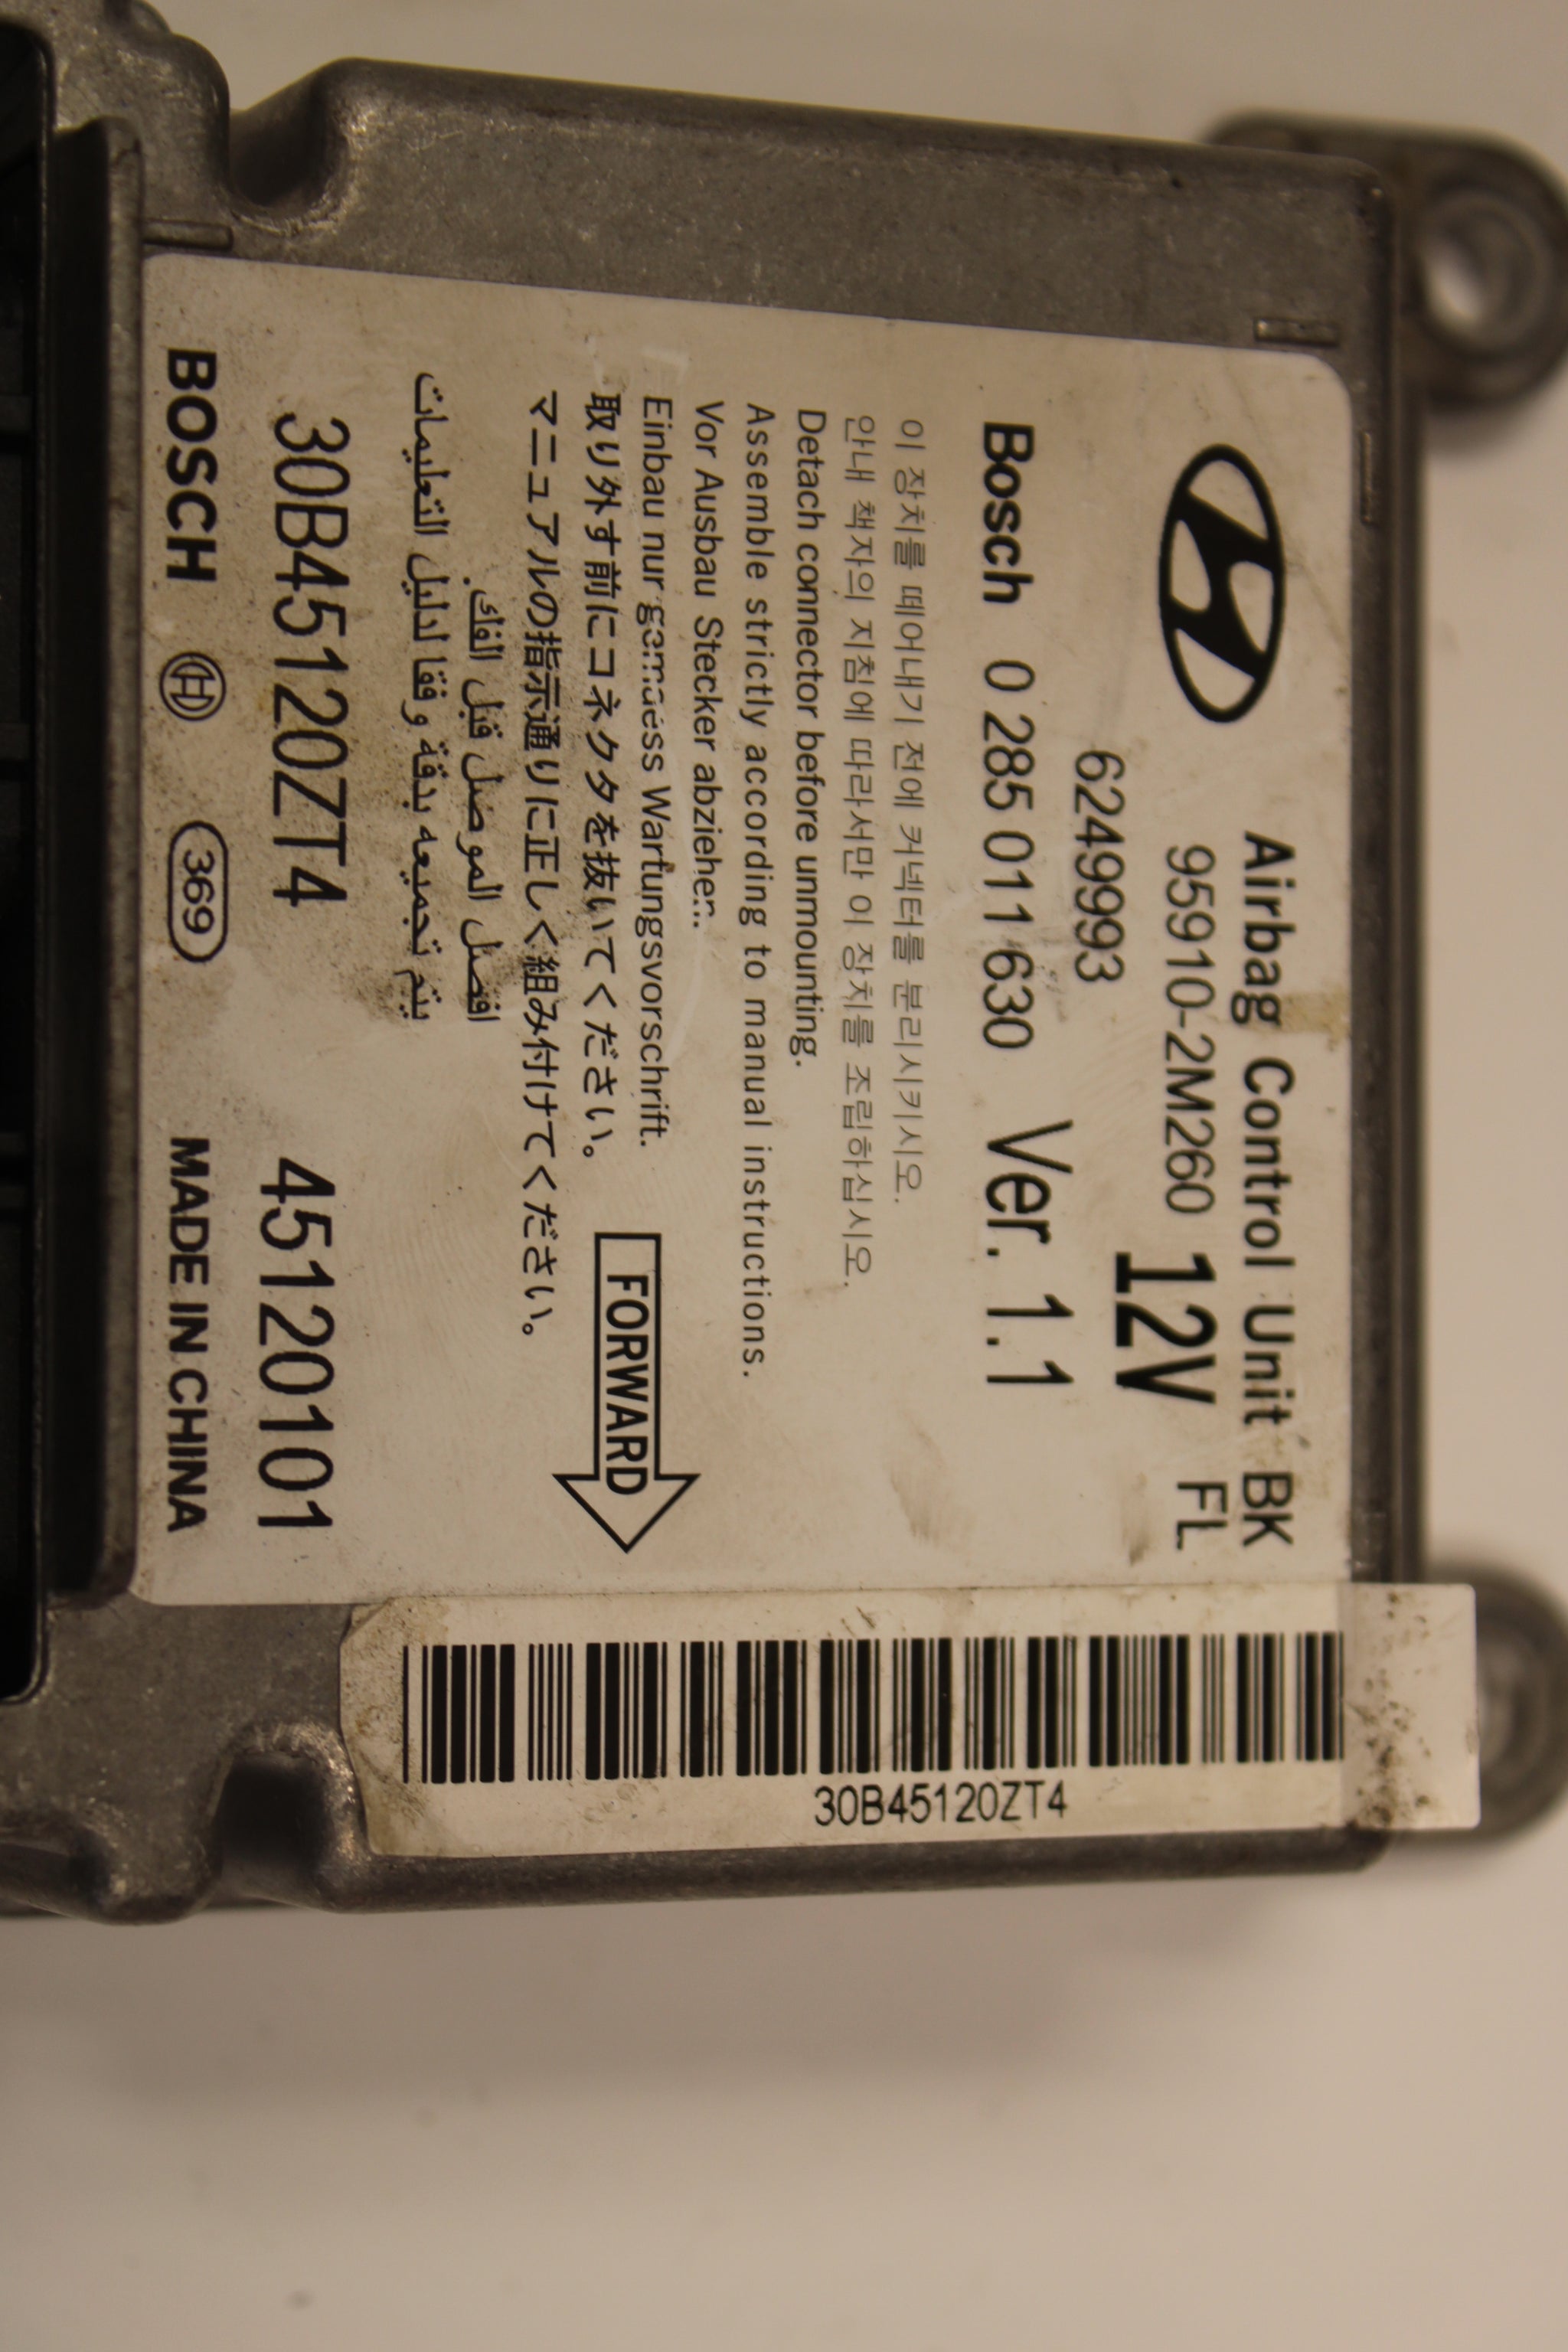 Airbag Control Unit BK
95910-2M260 12V FL
6249993
Bosch 0 285 011 630 Ver. 1.1
이 장치를 떼어내기 전에 커넥터를 분리시키시오.
안내 책자의 지침에 따라서만 이 장치를 조립하십시오.
Detach connector before unmounting.
Assemble strictly according to manual instructions.
Vor Ausbau Stecker abziehen.
Einbau nur gemaess Wartungsvorschrift.
取り外す前にコネクタを抜いてください。
マニュアルの指示通りに正しく組み付けてください。
FORWARD
افصل الموصل قبل الفك.
يتم تجميعه بدقة وفقا لدليل التعليمات
30B45120ZT4 45120101
BOSCH H 369 MADE IN CHINA
30B45120ZT4